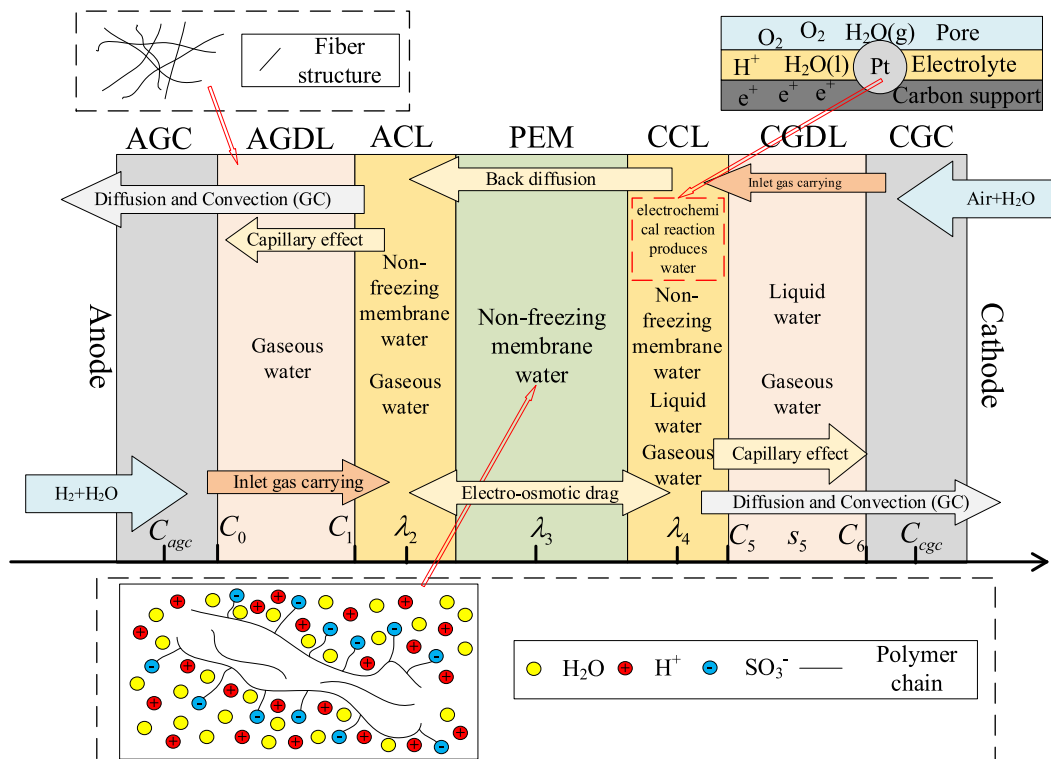 Fiber
structure
O2 O2 H2O(g) Pore
H+ H2O(l) Pt Electrolyte
e+ e+ e+ Carbon support
AGC AGDL ACL PEM CCL CGDL CGC
Diffusion and Convection (GC)
Back diffusion
Inlet gas carrying
Air+H2O
electrochemi
cal reaction
produces
water
Capillary effect
Anode
Gaseous
water
Non-
freezing
membrane
water
Gaseous
water
Non-freezing
membrane
water
Non-
freezing
membrane
water
Liquid
water
Gaseous
water
Liquid
water
Gaseous
water
Cathode
H2+H2O
Inlet gas carrying
Electro-osmotic drag
Capillary effect
Diffusion and Convection (GC)
Cagc C0 C1 λ2 λ3 λ4 C5 s5 C6 Ccgc
H2O H+ SO3- Polymer
chain